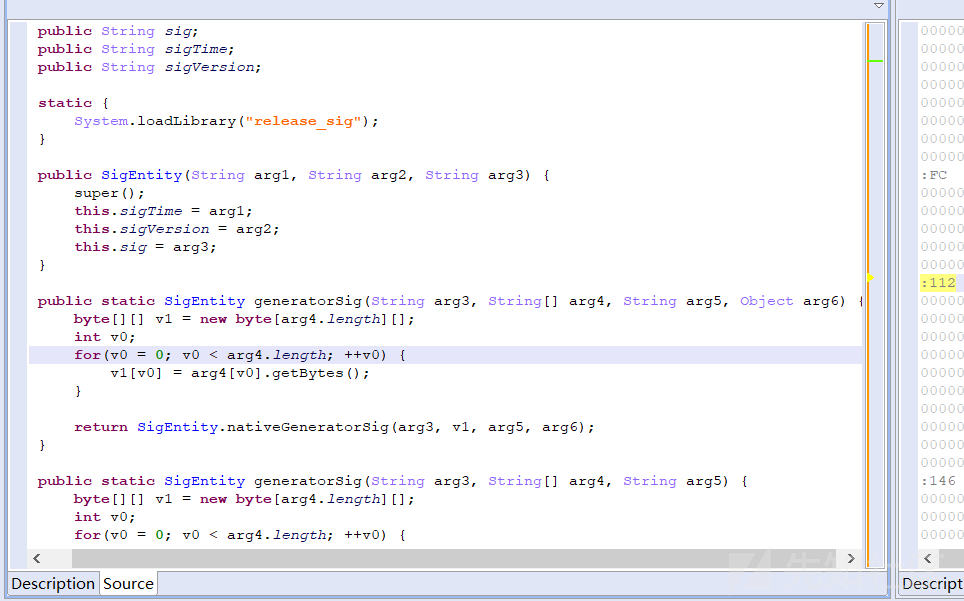 public String sig;
public String sigTime;
public String sigVersion;
static {
System.loadLibrary("release_sig");
}
public SigEntity(String arg1, String arg2, String arg3) {
super();
this.sigTime = arg1;
this.sigVersion = arg2;
this.sig = arg3;
}
public static SigEntity generatorSig(String arg3, String[] arg4, String arg5, Object arg6) {
byte[][] v1 = new byte[arg4.length][];
int v0;
for(v0 = 0; v0 < arg4.length; ++v0) {
v1[v0] = arg4[v0].getBytes();
}
return SigEntity.nativeGeneratorSig(arg3, v1, arg5, arg6);
}
public static SigEntity generatorSig(String arg3, String[] arg4, String arg5) {
byte[][] v1 = new byte[arg4.length][];
int v0;
for(v0 = 0; v0 < arg4.length; ++v0) {
Description Source
00000
00000
00000
00000
00000
00000
00000
00000
:FC
00000
00000
00000
00000
00000
:112
00000
00000
00000
00000
00000
00000
00000
00000
00000
00000
:146
00000
00000
00000
Descript